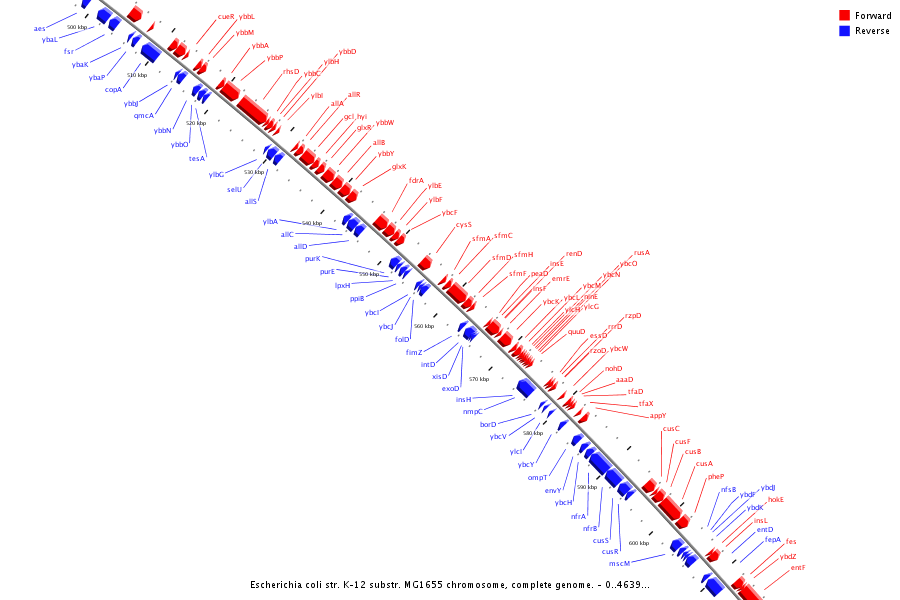 Forward
Reverse
cueR
ybbL
ybbM
ybbA
ybbP
rhsD
ybbC
ybbD
ylbH
ylbI
allA
allR
gcl
hyi
glxR
ybbW
allB
ybbY
glxK
fdrA
ylbE
ylbF
ybcF
cysS
sfmA
sfmC
sfmD
sfmH
sfmF
peaD
insE
renD
insF
emrE
ybcK
ybcL
ybcM
ybcN
ybcO
rusA
ninE
ylcH
ylcG
quuD
essD
rrrD
rzpD
rzoD
ybcW
nohD
aaaD
tfaD
tfaX
appY
cusC
cusF
cusB
cusA
pheP
nfsB
ybdF
ybdJ
ybdK
hokE
insL
entD
fepA
fes
ybdZ
entF
aes
500 kbp
ybaL
fsr
ybaK
ybaP
510 kbp
copA
ybbJ
qmcA
520 kbp
ybbN
ybbO
tesA
530 kbp
ylbG
selU
allS
540 kbp
ylbA
allC
allD
purK
550 kbp
purE
lpxH
ppiB
ybcI
ybcJ
560 kbp
folD
fimZ
intD
570 kbp
xisD
exoD
insH
nmpC
borD
580 kbp
ybcV
ylcI
ybcY
ompT
590 kbp
envY
ybcH
nfrA
nfrB
cusS
600 kbp
cusR
mscM
Escherichia coli str. K-12 substr. MG1655 chromosome, complete genome. - 0..4639...